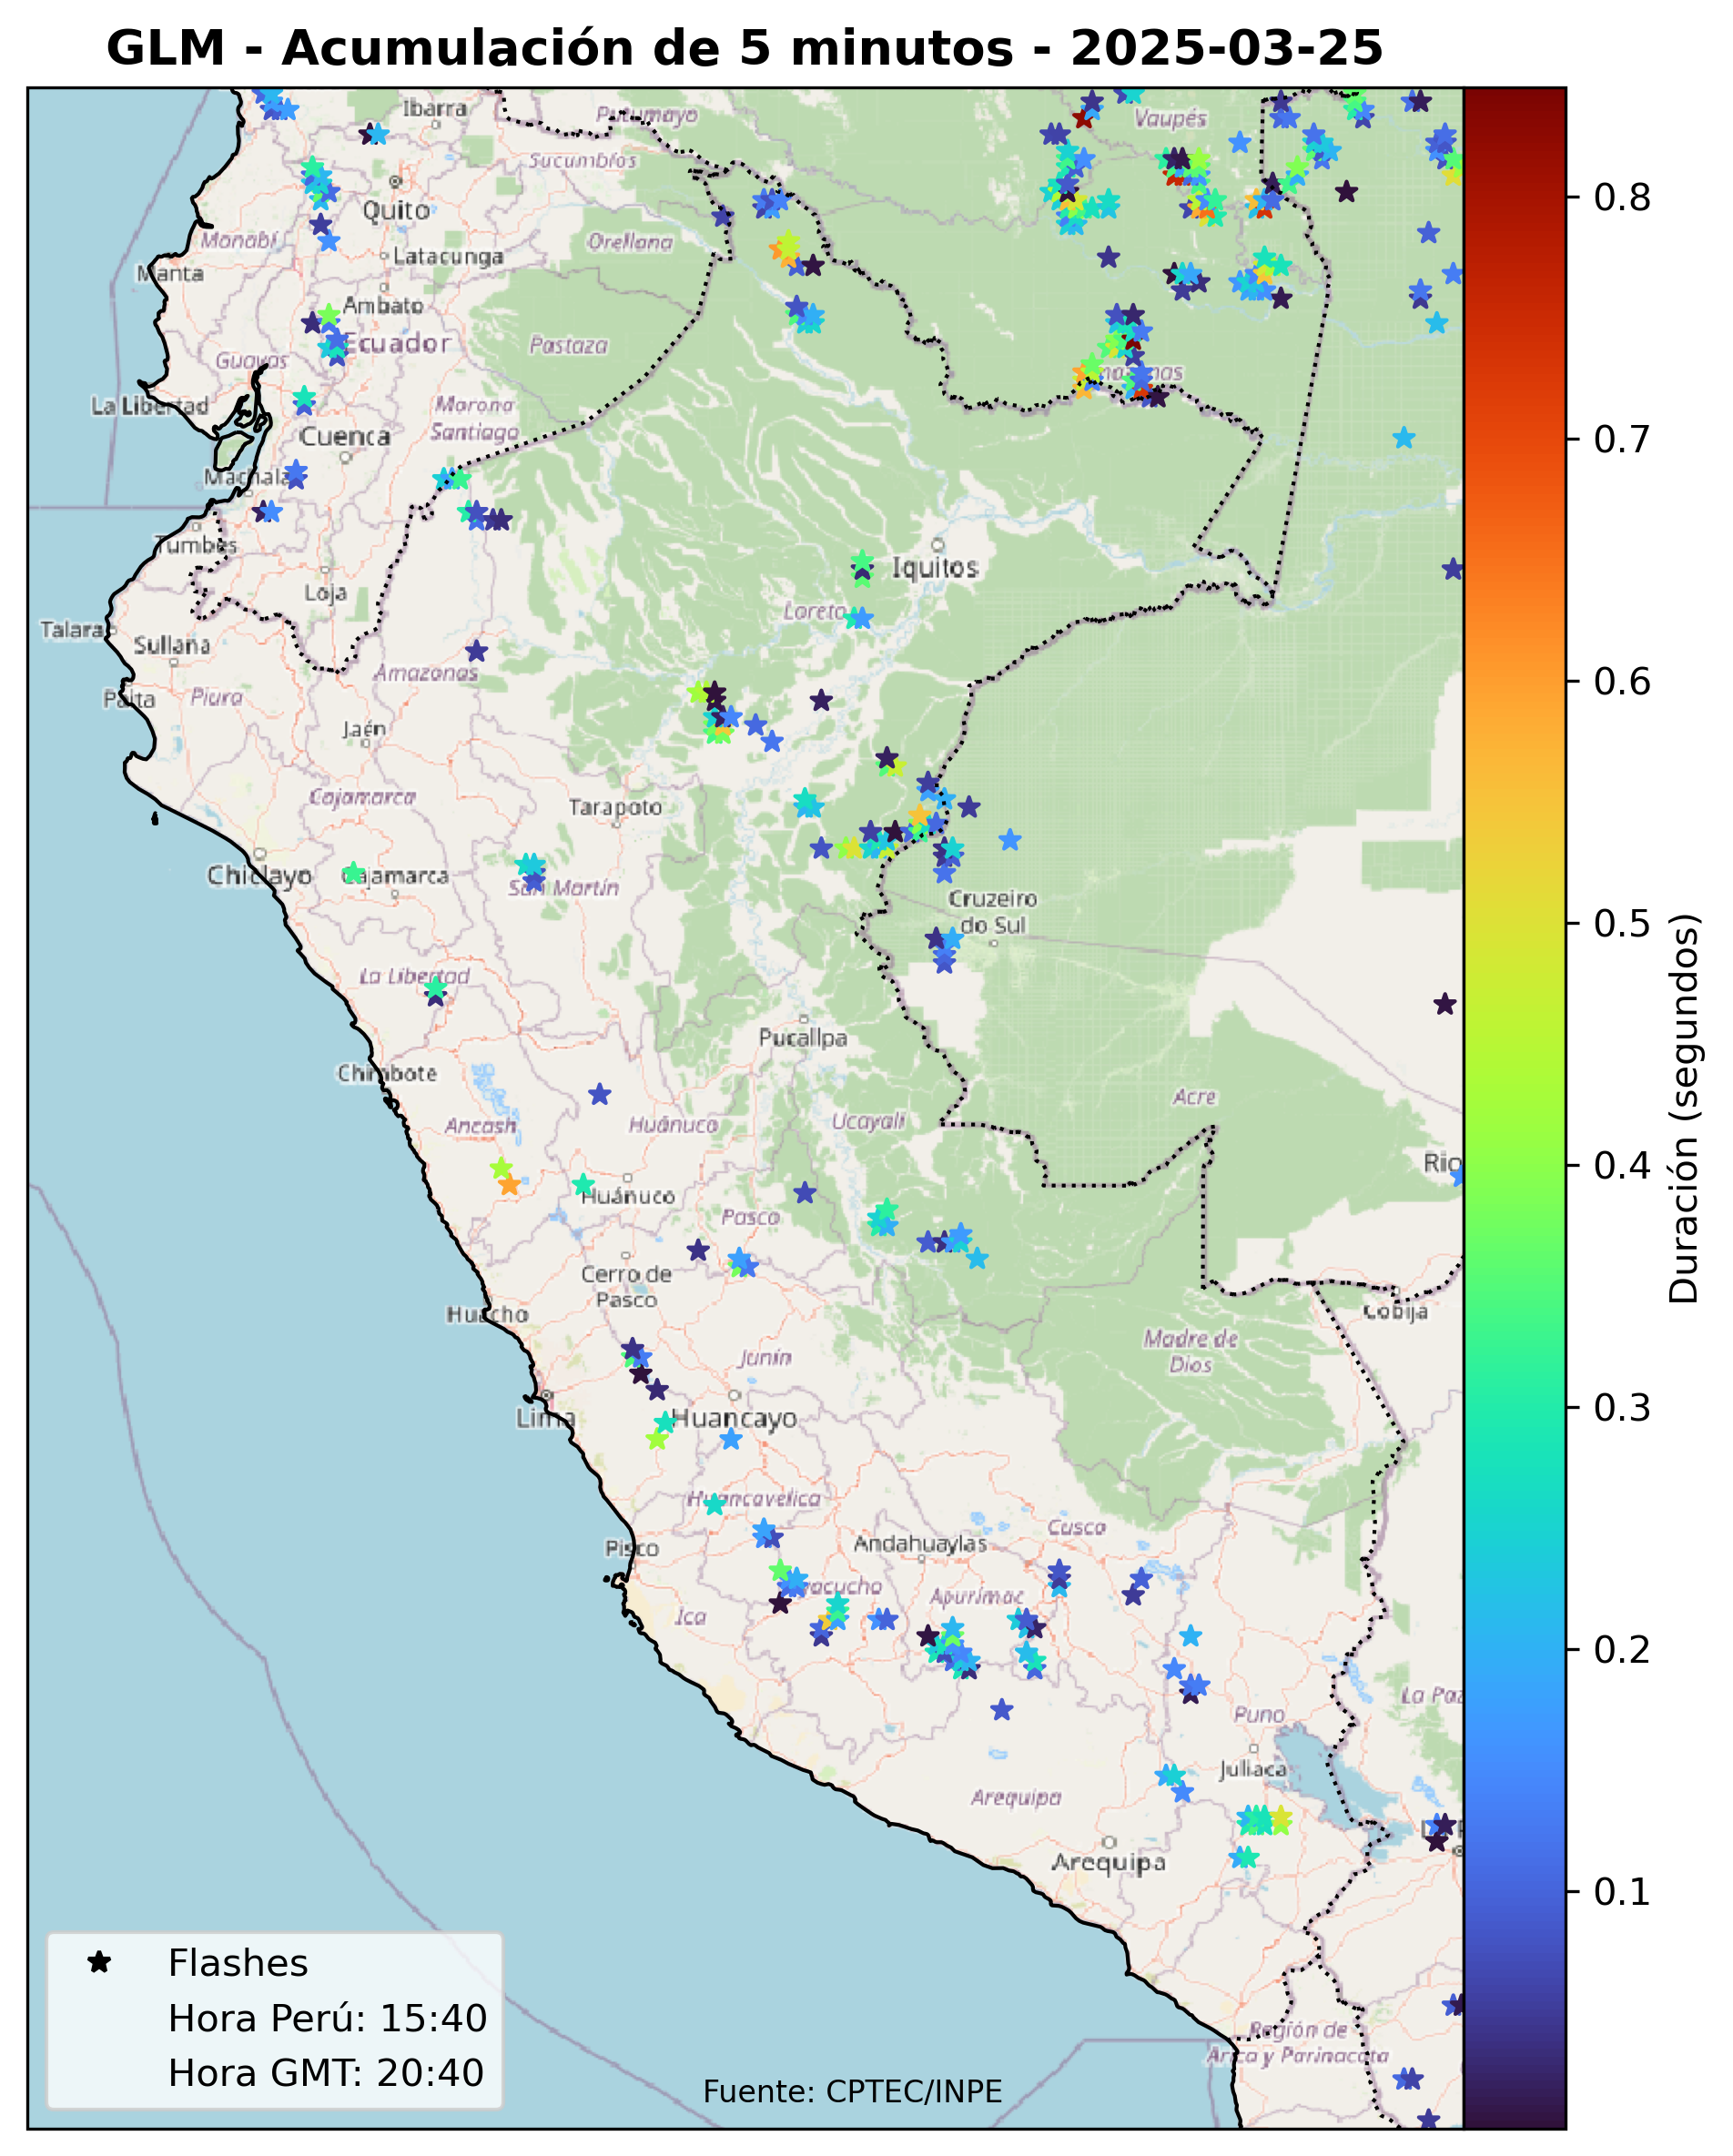 GLM - Acumulación de 5 minutos - 2025-03-25
Ibarra
Putumayo
Vaupés
Sucumbíos
Quito
Manabí
Orellana
Latacunga
Manta
Ambato
Ecuador
Pastaza
Guayas
La Libertad
Morona
Santiago
Cuenca
Machala
Tumbes
Iquitos
Loja
Loreto
Talara
Sullana
Amazonas
Paita
Piura
Jaén
Cajamarca
Tarapoto
Chiclayo
Cajamarca
San Martín
Cruzeiro
do Sul
La Libertad
Pucallpa
Chimbote
Acre
Ancash
Huánuco
Ucayali
Rio
Huánuco
Pasco
Cerro de
Pasco
Huacho
Cobija
Madre de
Dios
Junín
Lima
Huancayo
Huancavelica
Cusco
Pisco
Andahuaylas
Apurímac
Ica
La Paz
Puno
Juliaca
Arequipa
Arequipa
Región de
Arica y Parinacota
Flashes
Hora Perú: 15:40
Hora GMT: 20:40
Fuente: CPTEC/INPE
0.8
0.7
0.6
0.5
0.4
0.3
0.2
0.1
Duración (segundos)